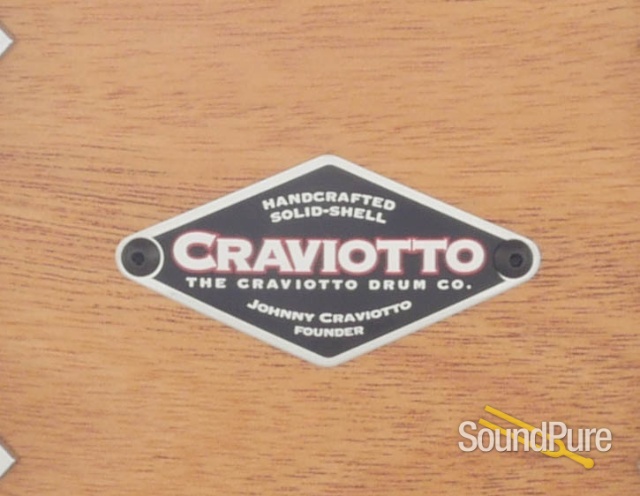 HANDCRAFTED
SOLID-SHELL
CRAVIOTTO
THE CRAVIOTTO DRUM CO.
JOHNNY CRAVIOTTO
FOUNDER
SoundPure